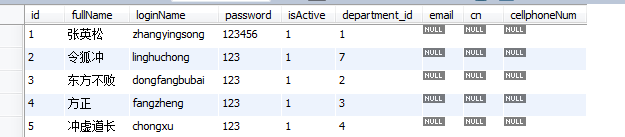 id fullName loginName password isActive department_id email cn cellphoneNum
1 张英松 zhangyingsong 123456 1 1 NULL NULL NULL
2 令狐冲 linghuchong 123 1 7 NULL NULL NULL
3 东方不败 dongfangbubai 123 1 2 NULL NULL NULL
4 方正 fangzheng 123 1 3 NULL NULL NULL
5 冲虚道长 chongxu 123 1 4 NULL NULL NULL